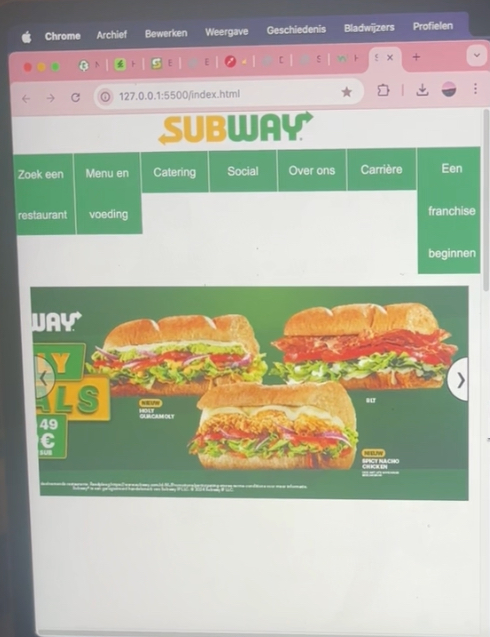 Chrome Archief Bewerken Weergave Geschiedenis Bladwijzers Profielen
127.0.0.1:5500/index.html
SUBWAY
Zoek een restaurant
Menu en voeding
Catering
Social
Over ons
Carrière
Een franchise beginnen
WAY
Y
ALS
49
€
SUB
NIEUW
HOLY
GUACAMOLY
BLT
NIEUW
SPICY NACHO
CHICKEN